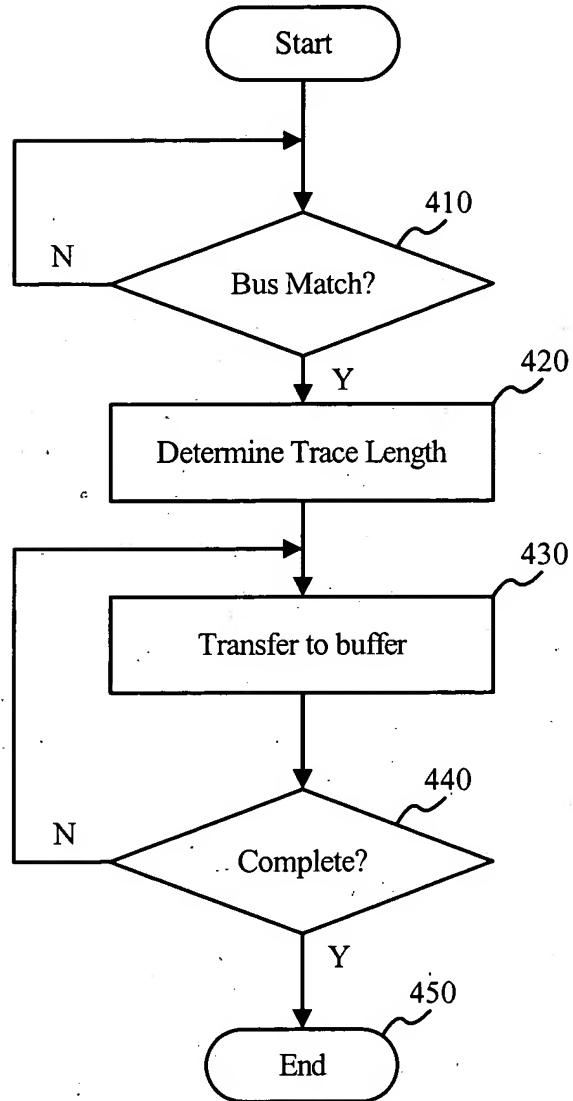 Start
410
N
Bus Match?
Y
420
Determine Trace Length
430
Transfer to buffer
440
N
Complete?
Y
450
End